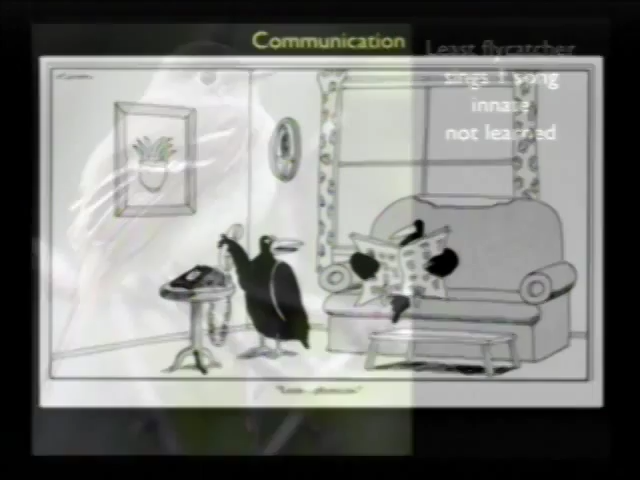 Communication
Least flycatcher
sings 1 song
innate
not learned